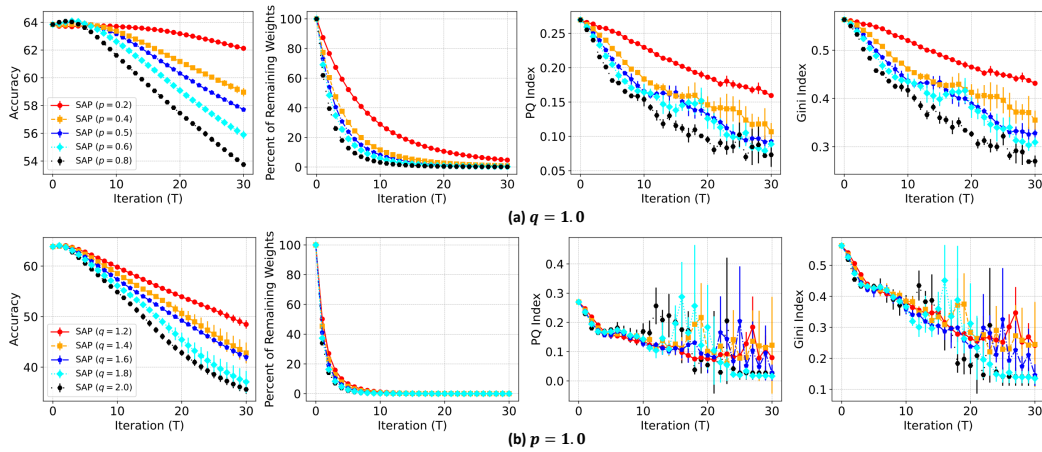 64
62
60
58
56
54
Accuracy
SAP (p = 0.2)
SAP (p = 0.4)
SAP (p = 0.5)
SAP (p = 0.6)
SAP (p = 0.8)
0 10 20 30
Iteration (T)
100
80
60
40
20
0
Percent of Remaining Weights
0 10 20 30
Iteration (T)
0.25
0.20
0.15
0.10
0.05
PQ Index
0 10 20 30
Iteration (T)
0.5
0.4
0.3
Gini Index
0 10 20 30
Iteration (T)
(a) q = 1.0
60
50
40
Accuracy
SAP (q = 1.2)
SAP (q = 1.4)
SAP (q = 1.6)
SAP (q = 1.8)
SAP (q = 2.0)
0 10 20 30
Iteration (T)
100
80
60
40
20
0
Percent of Remaining Weights
0 10 20 30
Iteration (T)
0.4
0.3
0.2
0.1
0.0
PQ Index
0 10 20 30
Iteration (T)
0.5
0.4
0.3
0.2
0.1
Gini Index
0 10 20 30
Iteration (T)
(b) p = 1.0